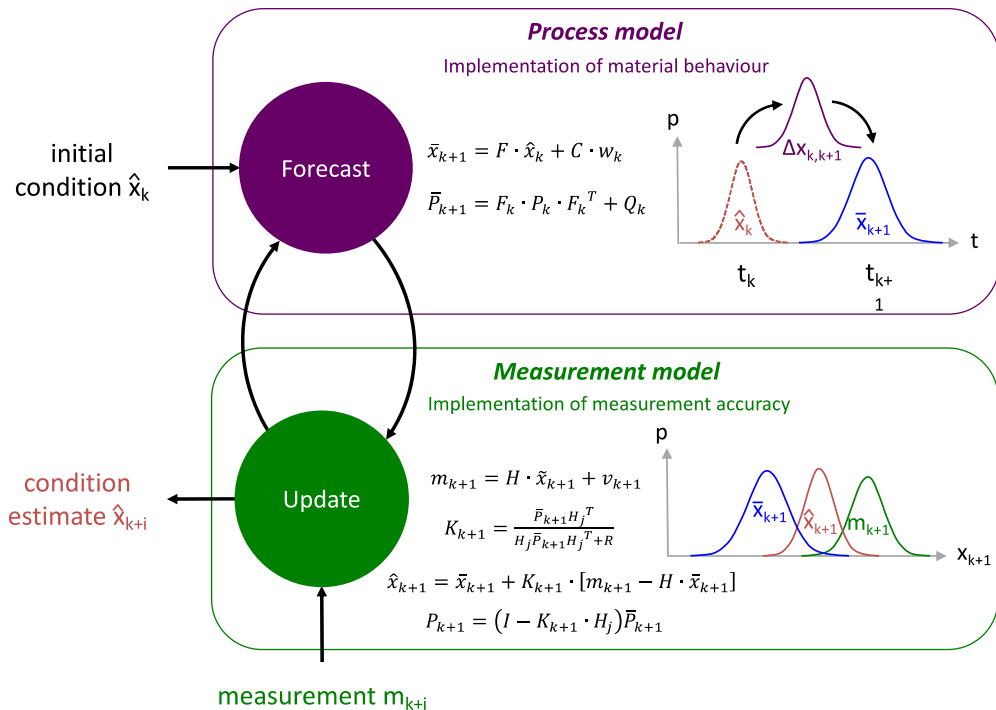 Process model
Implementation of material behaviour
initial
condition x̂ₖ
Forecast
x̄ₖ₊₁ = F · x̂ₖ + C · wₖ
P̄ₖ₊₁ = Fₖ · Pₖ · Fₖᵀ + Qₖ
p
Δxₖ,ₖ₊₁
x̂ₖ
x̄ₖ₊₁
t
tₖ
tₖ₊
1
Measurement model
Implementation of measurement accuracy
condition
estimate x̂ₖ₊ᵢ
Update
mₖ₊₁ = H · x̃ₖ₊₁ + vₖ₊₁
Kₖ₊₁ = P̄ₖ₊₁Hⱼᵀ / HⱼP̄ₖ₊₁Hⱼᵀ+R
x̂ₖ₊₁ = x̄ₖ₊₁ + Kₖ₊₁ · [mₖ₊₁ − H · x̄ₖ₊₁]
Pₖ₊₁ = (I − Kₖ₊₁ · Hⱼ)P̄ₖ₊₁
p
x̄ₖ₊₁
x̂ₖ₊₁
mₖ₊₁
xₖ₊₁
measurement mₖ₊ᵢ